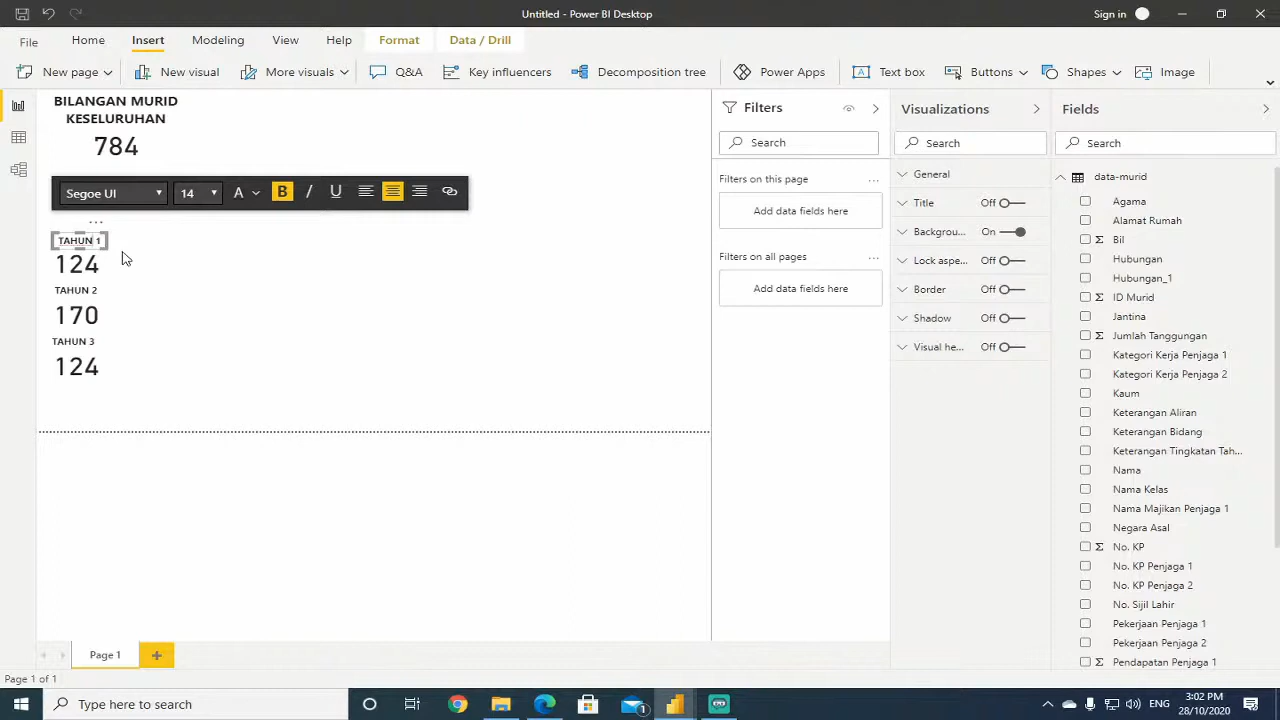 Untitled - Power BI Desktop
Sign in
File
Home
Insert
Modeling
View
Help
Format
Data / Drill
New page
New visual
More visuals
Q&A
Key influencers
Decomposition tree
Power Apps
Text box
Buttons
Shapes
Image
BILANGAN MURID
KESELURUHAN
784
Segoe UI
14
A
B
I
U
TAHUN 1
124
TAHUN 2
170
TAHUN 3
124
Filters
Search
Filters on this page
Add data fields here
Filters on all pages
Add data fields here
Visualizations
Search
General
Title
Off
Backgrou...
On
Lock aspe...
Off
Border
Off
Shadow
Off
Visual he...
Off
Fields
Search
data-murid
Agama
Alamat Rumah
Σ Bil
Hubungan
Hubungan_1
Σ ID Murid
Jantina
Σ Jumlah Tanggungan
Kategori Kerja Penjaga 1
Kategori Kerja Penjaga 2
Kaum
Keterangan Aliran
Keterangan Bidang
Keterangan Tingkatan Tah...
Nama
Nama Kelas
Nama Majikan Penjaga 1
Negara Asal
Σ No. KP
No. KP Penjaga 1
No. KP Penjaga 2
No. Sijil Lahir
Pekerjaan Penjaga 1
Pekerjaan Penjaga 2
Σ Pendapatan Penjaga 1
Page 1
Page 1 of 1
Type here to search
1
ENG
3:02 PM
28/10/2020